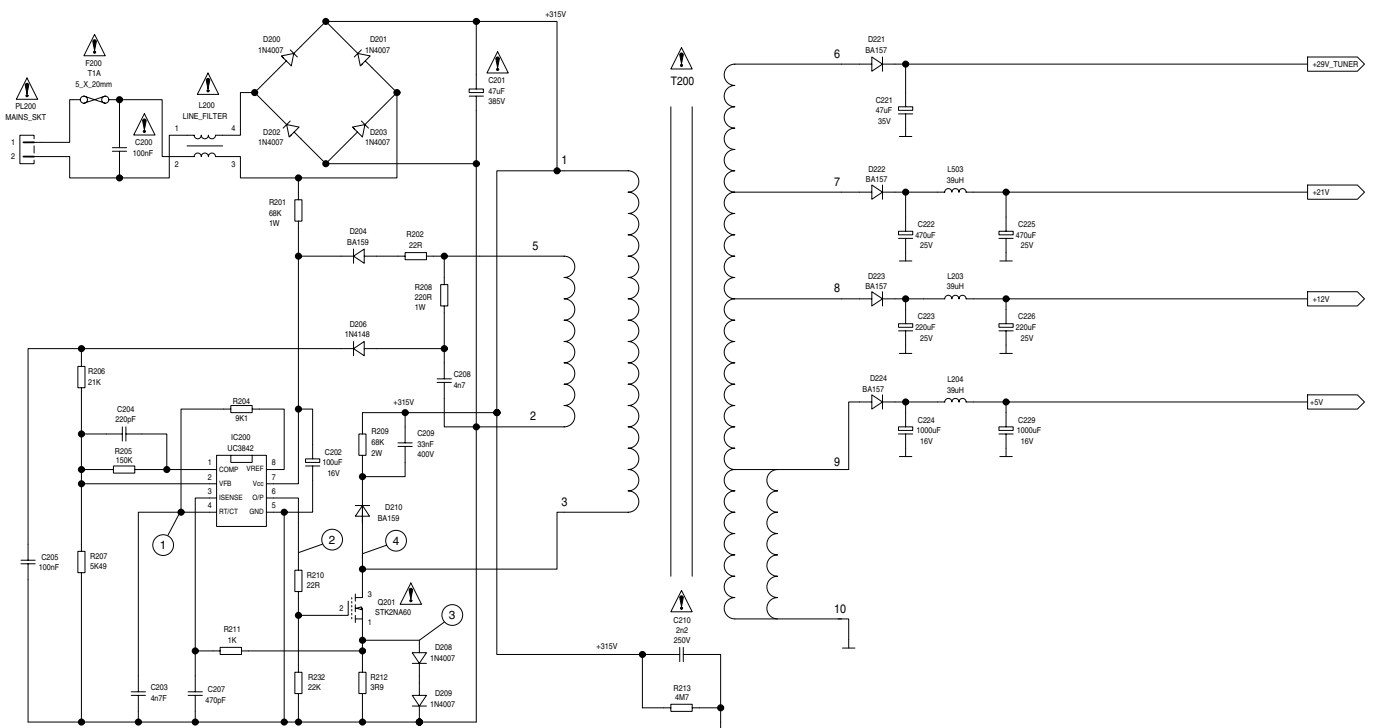 +315V
D200
1N4007
D201
1N4007
D221
BA157
6
+29V_TUNER
F200
T1A
5_X_20mm
T200
C201
47uF
385V
PL200
MAINS_SKT
L200
LINE_FILTER
C221
47uF
35V
1
2
C200
100nF
1
4
2
3
D202
1N4007
D203
1N4007
1
D222
BA157
L503
39uH
7
+21V
R201
68K
1W
C222
470uF
25V
C225
470uF
25V
D204
BA159
R202
22R
5
R208
220R
1W
D223
BA157
L203
39uH
8
+12V
C223
220uF
25V
C226
220uF
25V
D206
1N4148
R206
21K
C208
4n7
D224
BA157
L204
39uH
+5V
C204
220pF
R204
9K1
+315V
2
R209
68K
2W
C209
33nF
400V
C224
1000uF
16V
C229
1000uF
16V
IC200
UC3842
R205
150K
C202
100uF
16V
9
1 COMP VREF 8
2 VFB Vcc 7
3 ISENSE O/P 6
4 RT/CT GND 5
3
D210
BA159
1
2
4
C205
100nF
R207
5K49
R210
22R
3
2
1
Q201
STK2NA60
3
C210
2n2
250V
10
R211
1K
+315V
D208
1N4007
C203
4n7F
C207
470pF
R232
22K
R212
3R9
D209
1N4007
R213
4M7